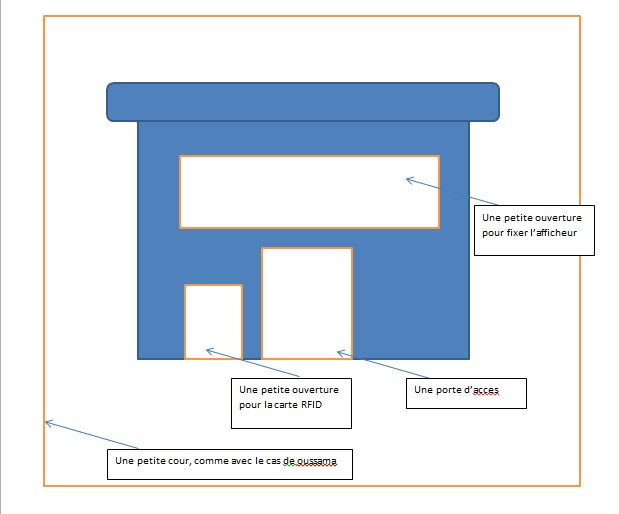 Une petite ouverture
pour fixer l'afficheur
Une petite ouverture
pour la carte RFID
Une porte d'acces
Une petite cour, comme avec le cas de oussama